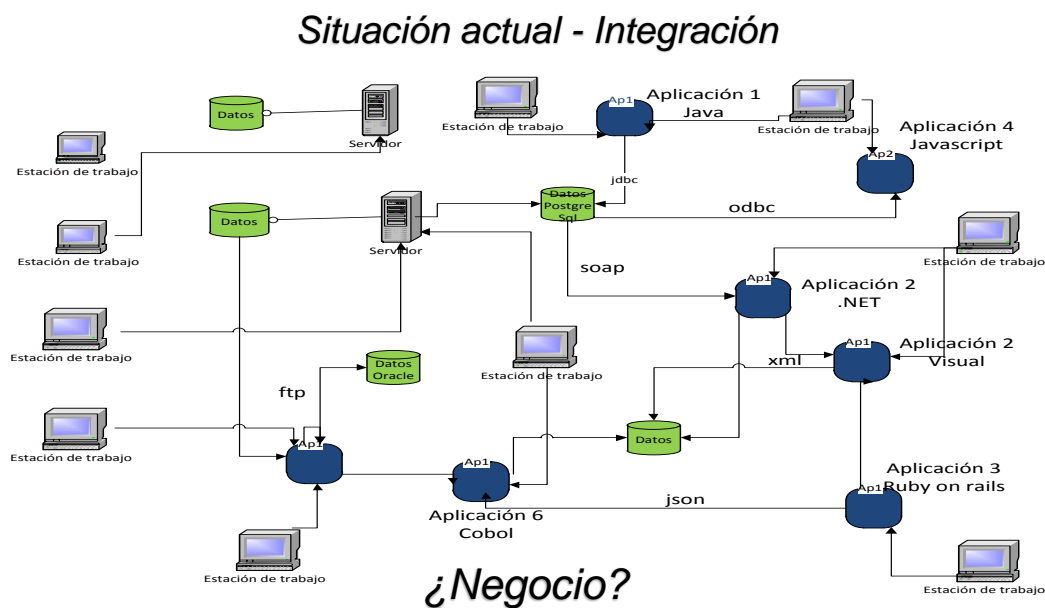 Situación actual - Integración
Datos
Servidor
Estación de trabajo
Ap1
Aplicación 1
Java
Estación de trabajo
Aplicación 4
Javascript
Ap2
Estación de trabajo
jdbc
Datos
Postgre
Sql
odbc
Datos
Servidor
Estación de trabajo
Estación de trabajo
soap
Ap1
Aplicación 2
.NET
Estación de trabajo
Estación de trabajo
Ap1
Aplicación 2
Visual
xml
Datos
Oracle
Estación de trabajo
ftp
Datos
Ap1
Estación de trabajo
Ap1
Aplicación 6
Cobol
json
Aplicación 3
Ruby on rails
Ap1
Estación de trabajo
Estación de trabajo
¿Negocio?